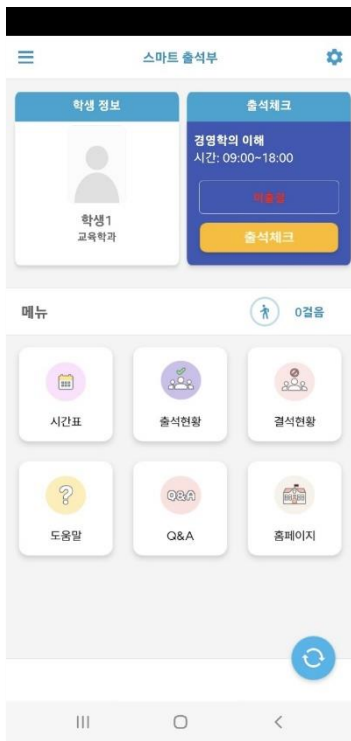 스마트 출석부
학생 정보
학생1
교육학과
출석체크
경영학의 이해
시간: 09:00~18:00
미출결
출석체크
메뉴
0걸음
시간표
출석현황
결석현황
도움말
Q&A
Q&A
홈페이지